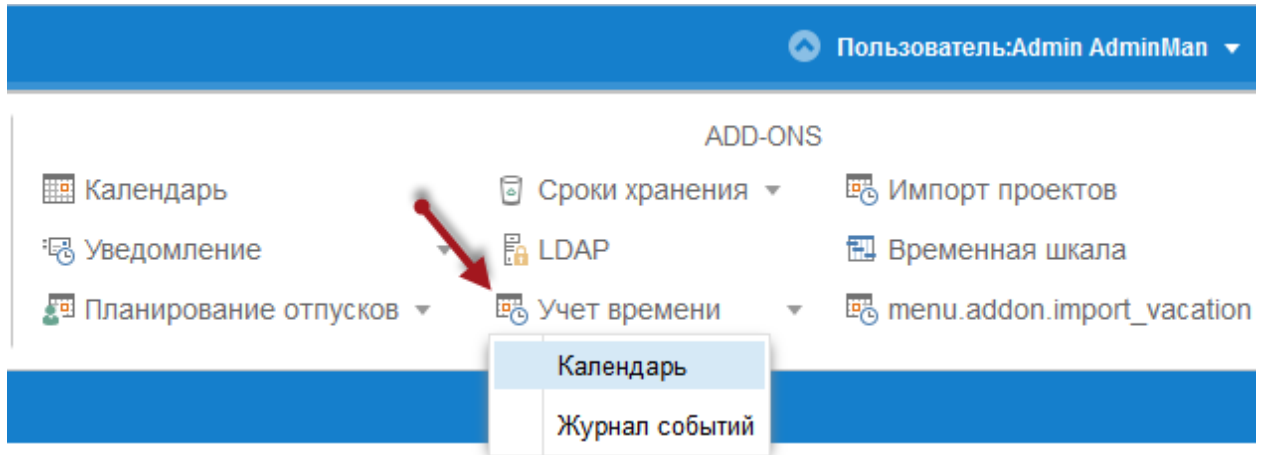 Пользователь:Admin AdminMan
ADD-ONS
Календарь Сроки хранения Импорт проектов
Уведомление LDAP Временная шкала
Планирование отпусков Учет времени menu.addon.import_vacation
Календарь
Журнал событий